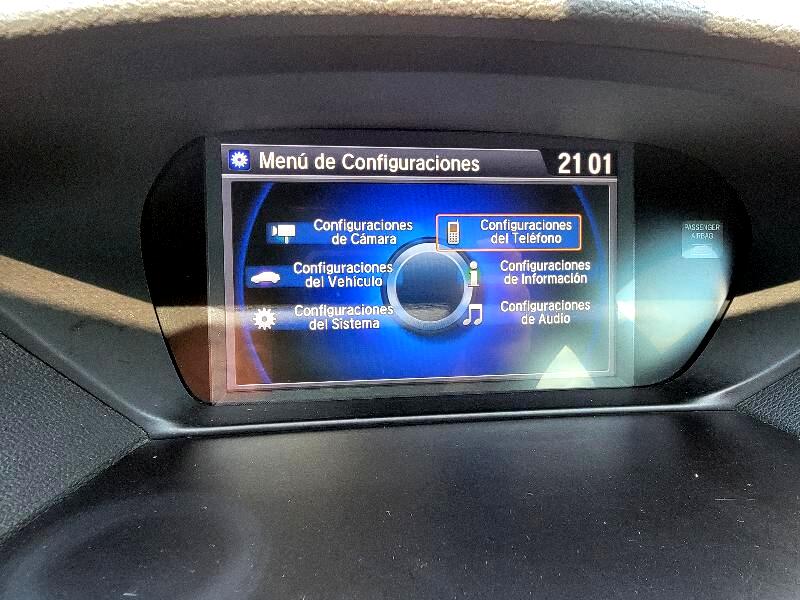 Menú de Configuraciones
21 01
Configuraciones
de Cámara
Configuraciones
del Teléfono
Configuraciones
del Vehículo
Configuraciones
de Información
Configuraciones
del Sistema
Configuraciones
de Audio
PASSENGER
AIRBAG